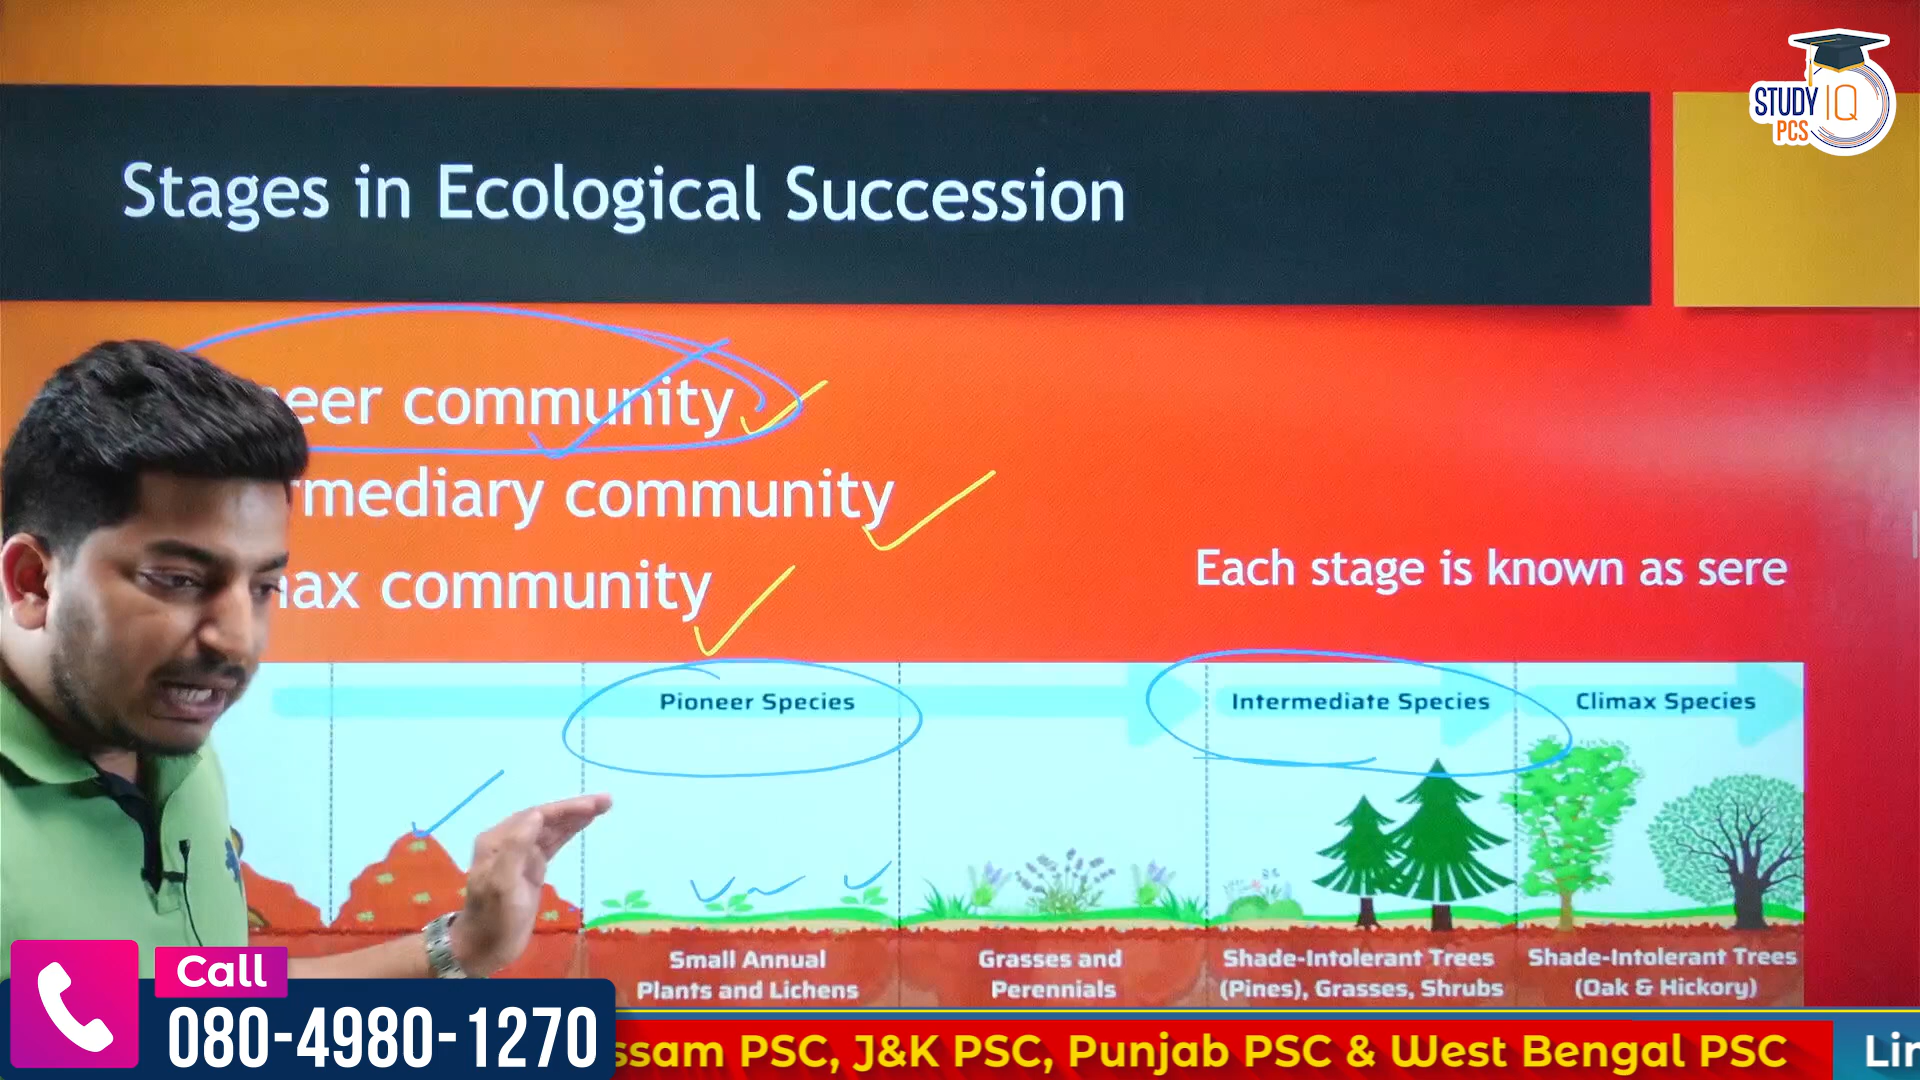 STUDY IQ
PCS
Stages in Ecological Succession
eer community
rmediary community
ax community
Each stage is known as sere
Pioneer Species
Intermediate Species
Climax Species
Small Annual
Plants and Lichens
Grasses and
Perennials
Shade-Intolerant Trees
(Pines), Grasses, Shrubs
Shade-Intolerant Trees
(Oak & Hickory)
Call
080-4980-1270
ssam PSC, J&K PSC, Punjab PSC & West Bengal PSC
Lin